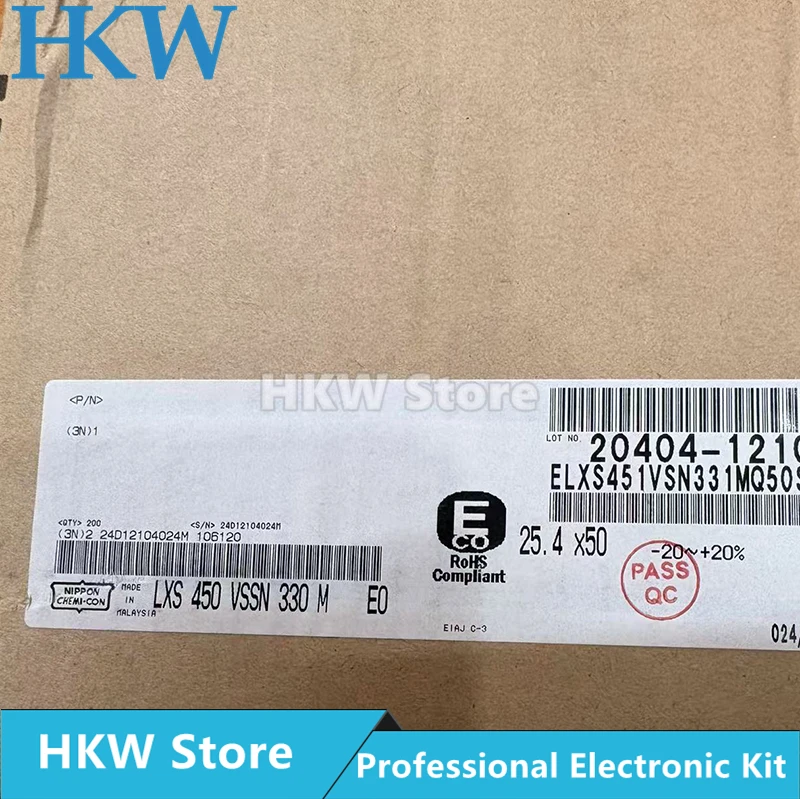 HKW
HKW Store
<P/N>
(3N)1
LOT NO.
20404-1210
ELXS451VSN331MQ50S
<QTY> 200
<S/N> 24D12104024M
(3N)2 24D12104024M 106120
E
CO
RoHS
Compliant
25.4 x50
-20~+20%
PASS
QC
NIPPON
CHEMI-CON
MADE
IN
MALAYSIA
LXS 450 VSSN 330 M E0
EIAJ C-3
024/
HKW Store
Professional Electronic Kit